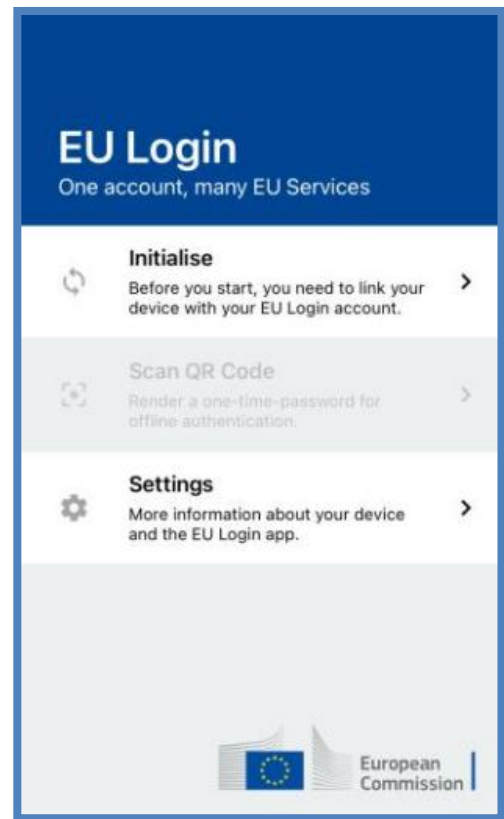 EU Login
One account, many EU Services
Initialise
Before you start, you need to link your
device with your EU Login account.
Scan QR Code
Render a one-time-password for
offline authentication.
Settings
More information about your device
and the EU Login app.
European
Commission